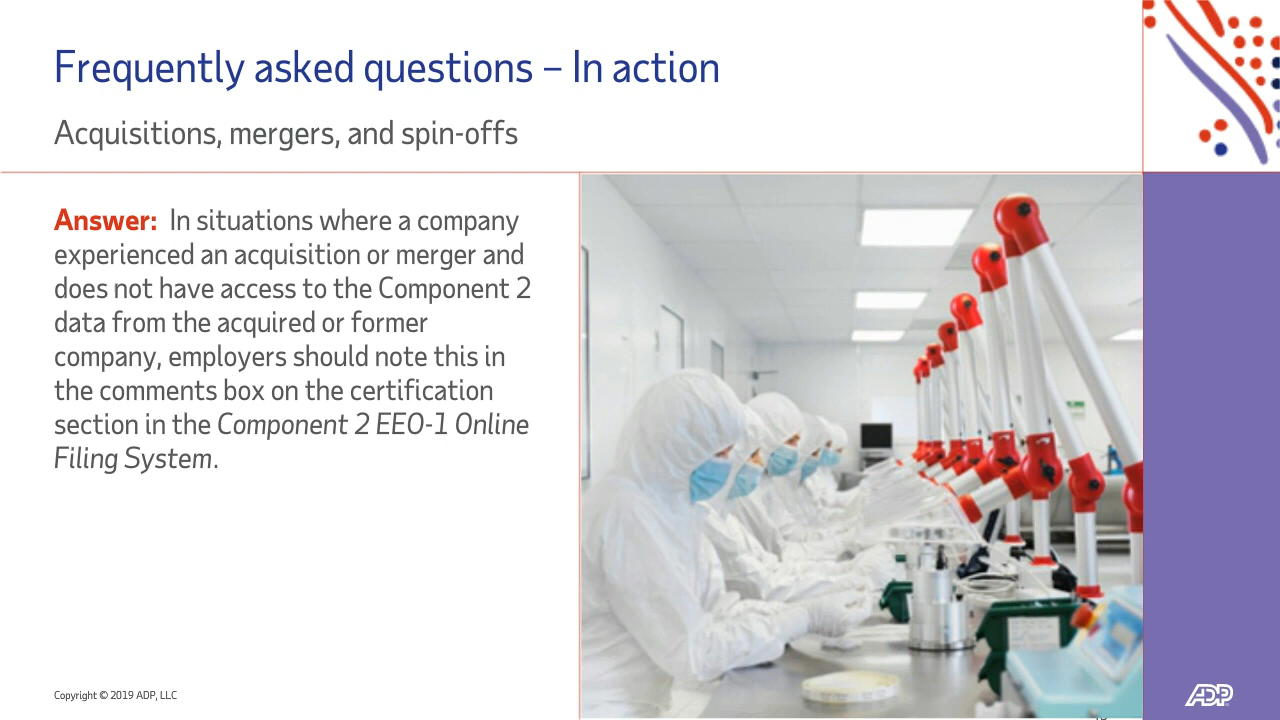 Frequently asked questions – In action
Acquisitions, mergers, and spin-offs
Answer: In situations where a company
experienced an acquisition or merger and
does not have access to the Component 2
data from the acquired or former
company, employers should note this in
the comments box on the certification
section in the Component 2 EEO-1 Online
Filing System.
Copyright © 2019 ADP, LLC
ADP